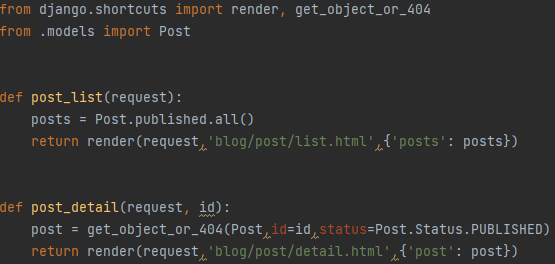 from django.shortcuts import render, get_object_or_404
from .models import Post
def post_list(request):
    posts = Post.published.all()
    return render(request,'blog/post/list.html',{'posts': posts})
def post_detail(request, id):
    post = get_object_or_404(Post,id=id,status=Post.Status.PUBLISHED)
    return render(request,'blog/post/detail.html',{'post': post})